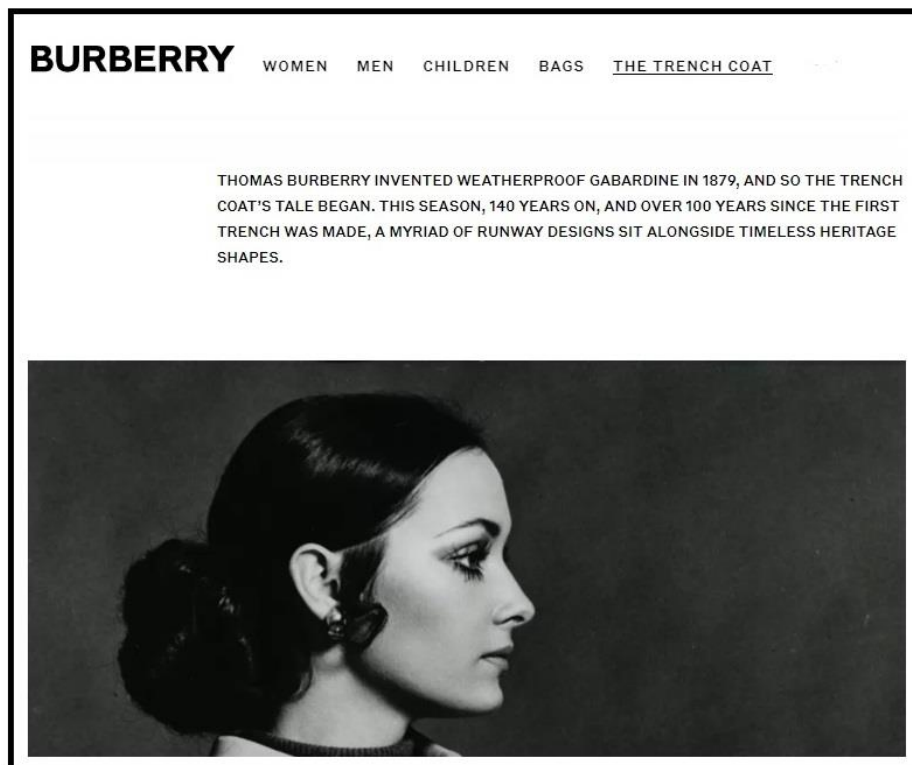 BURBERRY WOMEN MEN CHILDREN BAGS THE TRENCH COAT
THOMAS BURBERRY INVENTED WEATHERPROOF GABARDINE IN 1879, AND SO THE TRENCH
COAT'S TALE BEGAN. THIS SEASON, 140 YEARS ON, AND OVER 100 YEARS SINCE THE FIRST
TRENCH WAS MADE, A MYRIAD OF RUNWAY DESIGNS SIT ALONGSIDE TIMELESS HERITAGE
SHAPES.